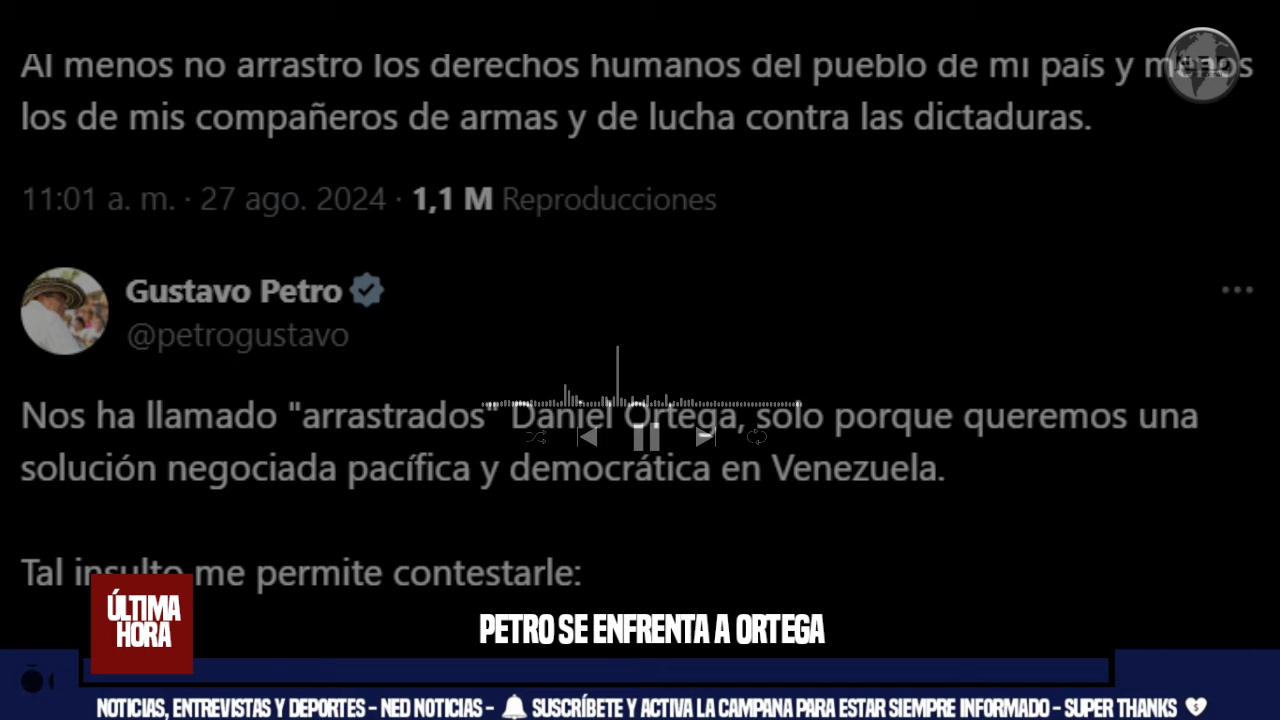 Al menos no arrastro los derechos humanos del pueblo de mi país y menos
los de mis compañeros de armas y de lucha contra las dictaduras.
11:01 a. m. · 27 ago. 2024 · 1,1 M Reproducciones
Gustavo Petro
@petrogustavo
Nos ha llamado "arrastrados" Daniel Ortega, solo porque queremos una
solución negociada pacífica y democrática en Venezuela.
Tal insulto me permite contestarle:
ÚLTIMA
HORA
PETRO SE ENFRENTA A ORTEGA
NOTICIAS, ENTREVISTAS Y DEPORTES - NED NOTICIAS - SUSCRÍBETE Y ACTIVA LA CAMPANA PARA ESTAR SIEMPRE INFORMADO - SUPER THANKS